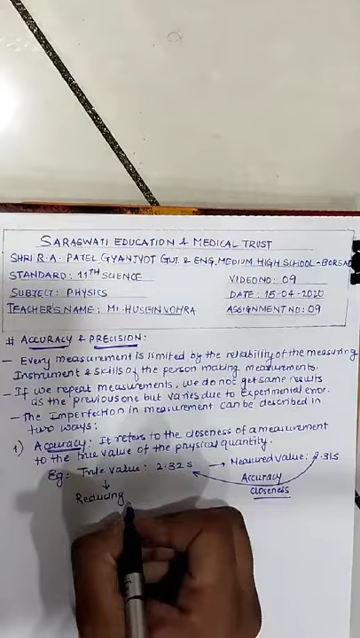 SARASWATI EDUCATION & MEDICAL TRUST
SHRI R.A. PATEL GYANJYOT GUJ. & ENG. MEDIUM HIGH SCHOOL - BORSAD
STANDARD: 11TH SCIENCE VIDEO NO: 09
SUBJECT: PHYSICS DATE: 15-04-2020
TEACHER'S NAME: Mr. HUSEIN VOHRA ASSIGNMENT NO: 09
# ACCURACY & PRECISION:
- Every measurement is limited by the reliability of the measuring
Instrument & skills of the person making measurements.
- If we repeat measurements, we do not get same results
as the previous one but varies due to Experimental error.
- The Imperfection in measurement can be described in
two ways:
1) Accuracy: It refers to the closeness of a measurement
to the true value of the physical quantity.
Eg: True value: 2.32s → Measured value: 2.31s
↓ Accuracy
Reducing closeness